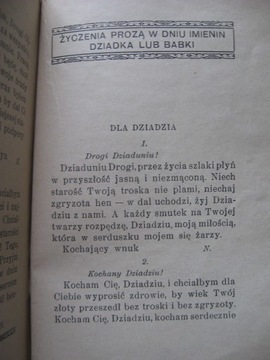 ŻYCZENIA PROZĄ W DNIU IMIENIN
DZIADKA LUB BABKI
DLA DZIADZIA
1.
Drogi Dziaduniu!
Dziaduniu Drogi, przez życia szlaki płyń
w przyszłość jasną i niezmąconą. Niech
starość Twoją troska nie plami, niechaj
zgryzota hen — w dal uchodzi, żyj Dzia-
dziu z nami. A każdy smutek na Twojej
twarzy rozpędzę, Dziadziu, moją miłością,
która w serduszku mojem się żarzy.
Kochający wnuk N.
2.
Kochany Dziadziu!
Kocham Cię, Dziadziu, i chciałbym dla
Ciebie wyprosić zdrowie, by wiek Twój
złoty przeszedł bez troski i bez zgryzoty.
Kocham Cię, Dziadziu, kocham serdecznie